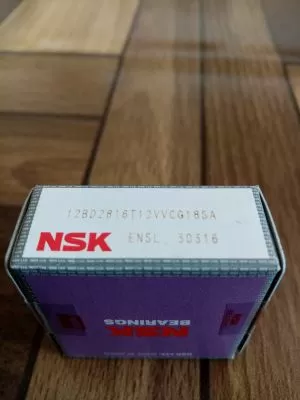 12BD2816T12VVCG18SA
NSK ENSL 30316
NSK
BEARINGS